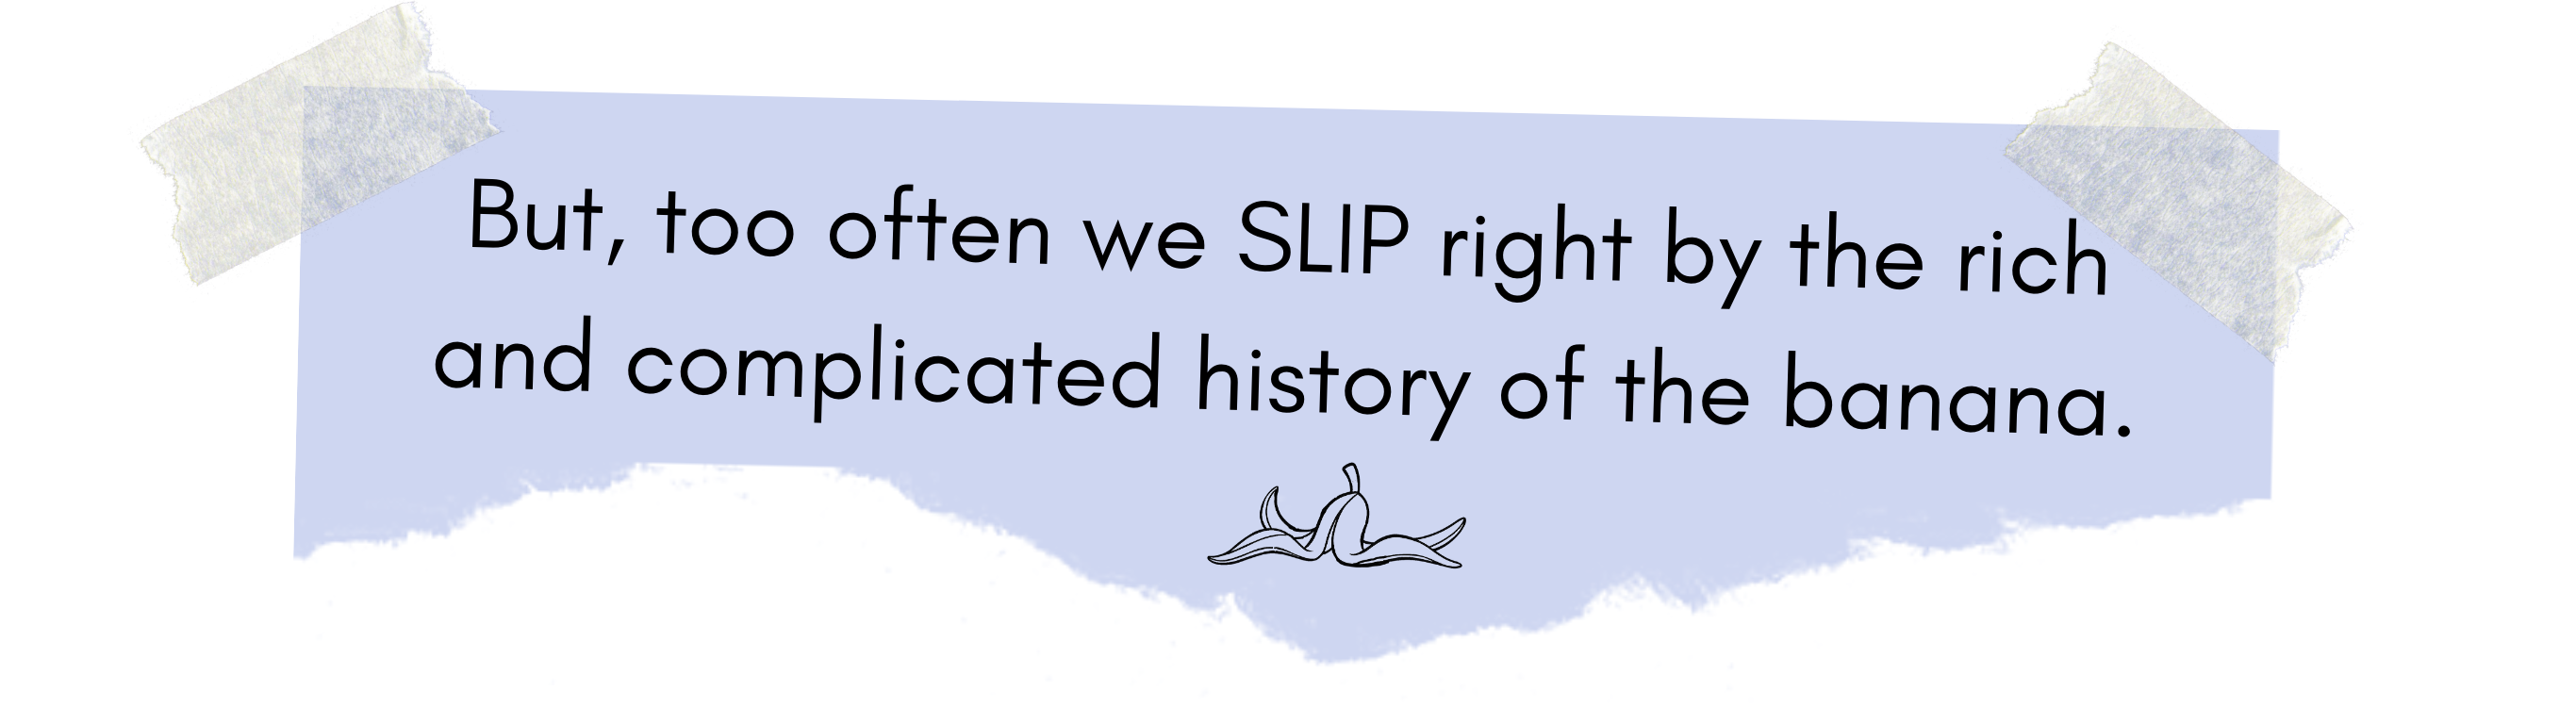 But, too often we SLIP right by the rich
and complicated history of the banana.